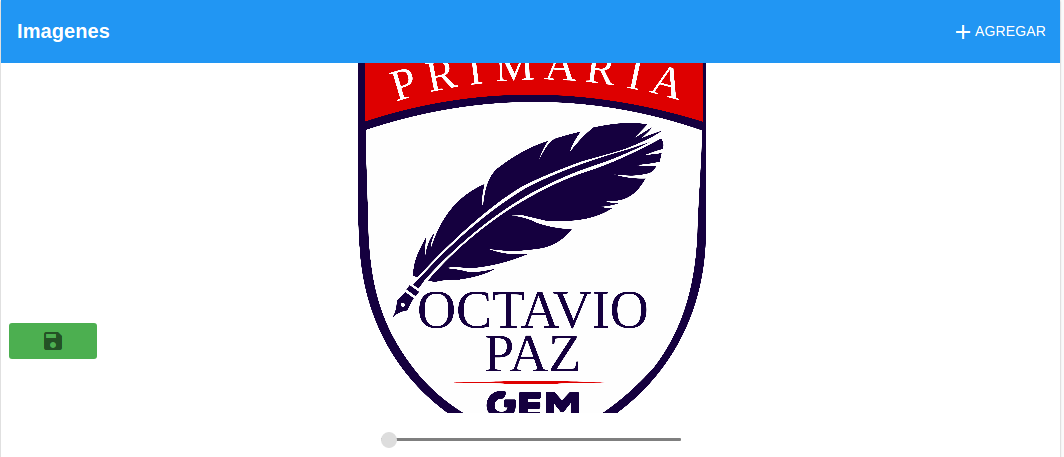 Imagenes
AGREGAR
PRIMARIA
OCTAVIO
PAZ
GEM